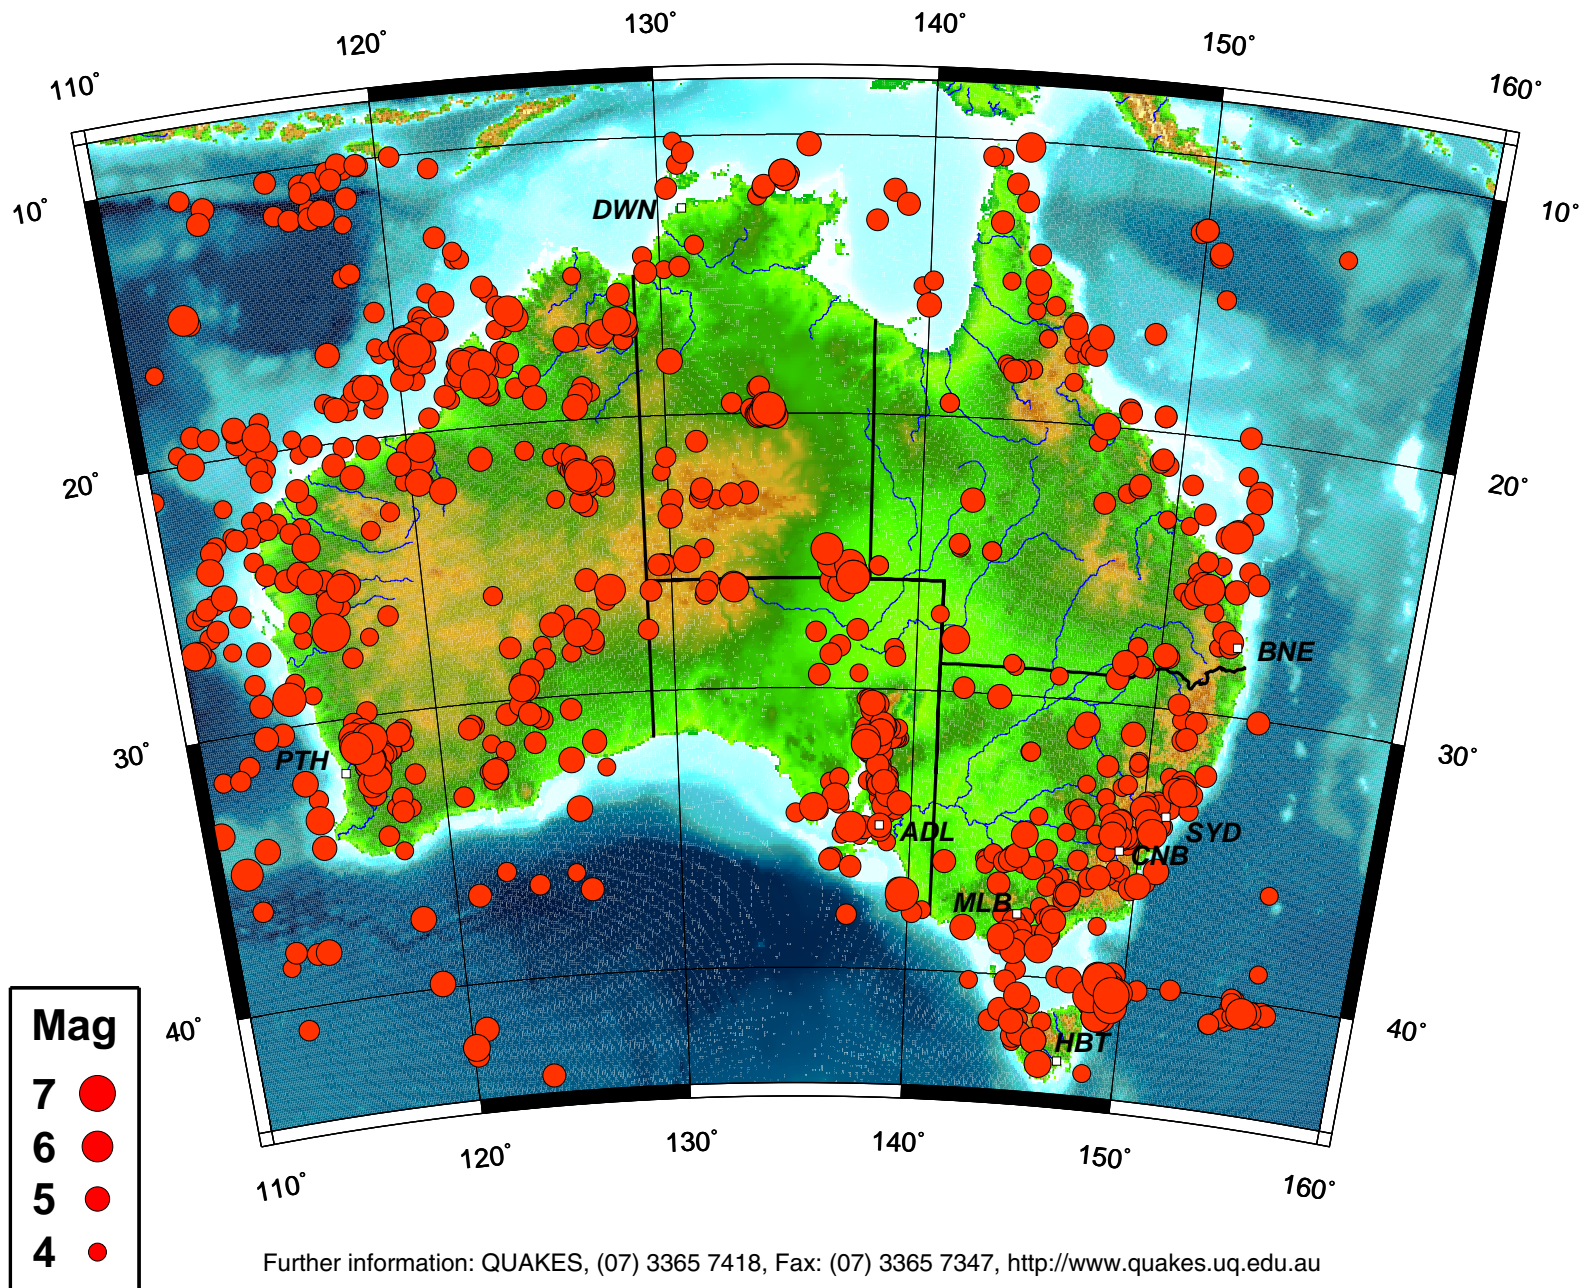 130°
140°
120°
150°
110°
160°
10°
DWN
10°
20°
20°
BNE
30°
PTH
30°
ADL
SYD
CNB
MLB
40°
40°
HBT
Mag
7
6
5
4
130°
140°
120°
150°
110°
160°
Further information: QUAKES, (07) 3365 7418, Fax: (07) 3365 7347, http://www.quakes.uq.edu.au